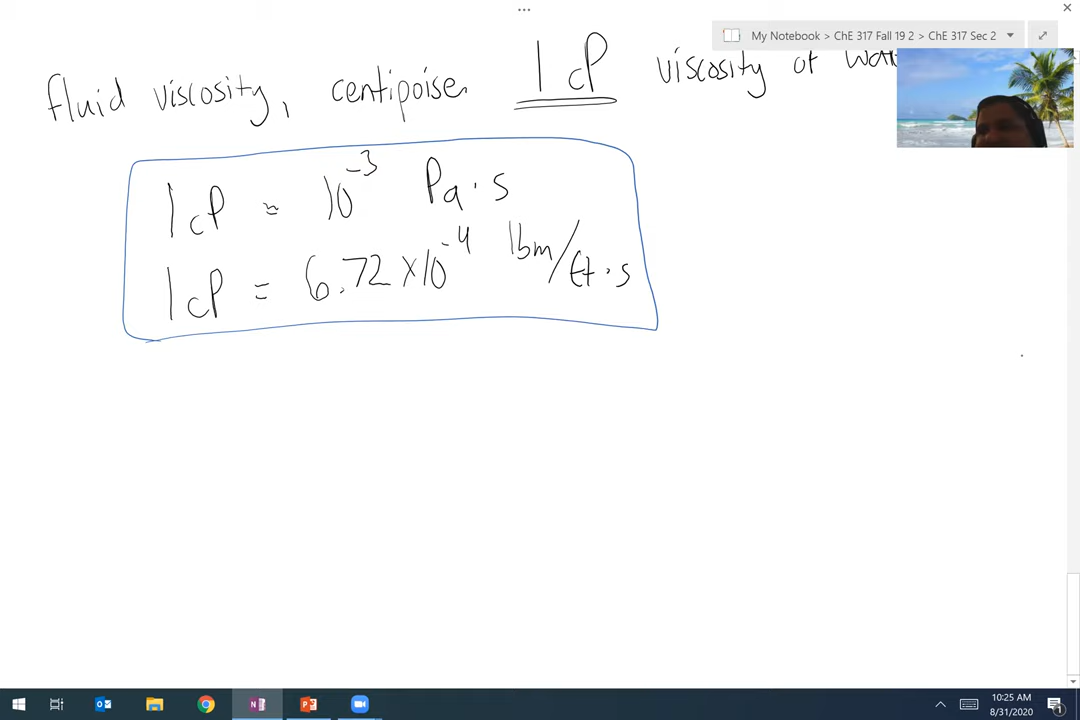 ...
My Notebook > ChE 317 Fall 19 2 > ChE 317 Sec 2
fluid viscosity, centipoise 1 cP viscosity of
1 cP = 10^-3 Pa·s
1 cP = 6.72 × 10^-4 lbm/ft·s
10:25 AM
8/31/2020
1